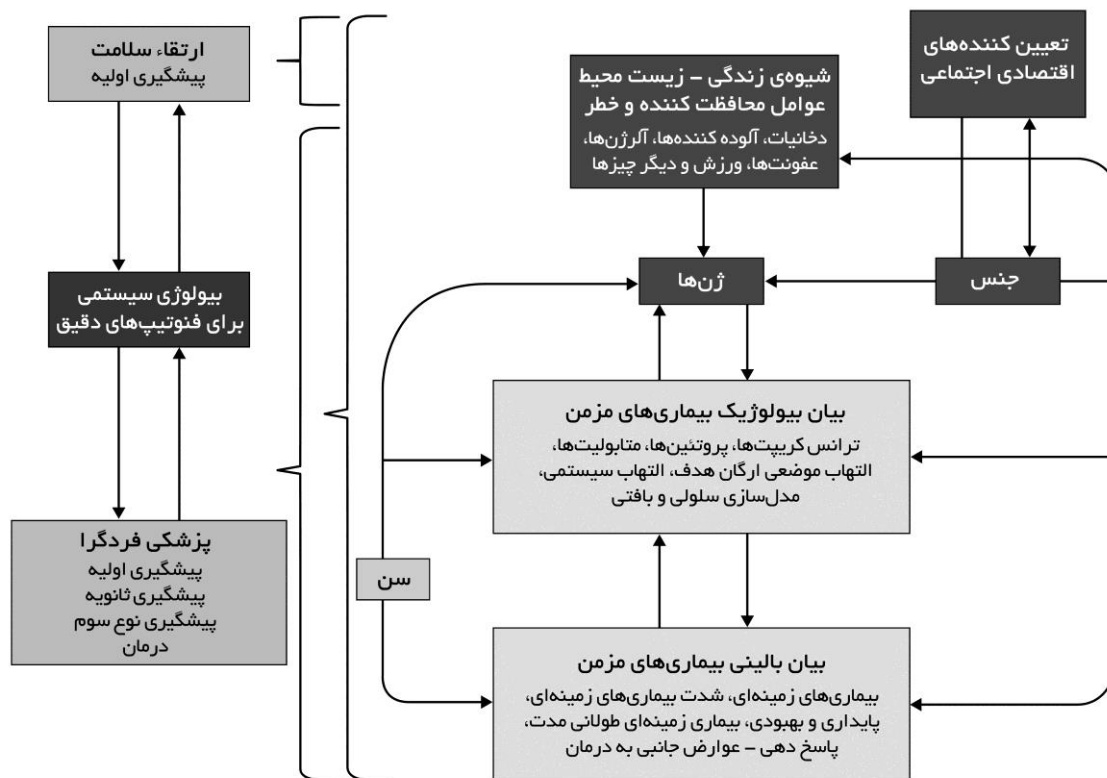 تعیین کننده‌های
اقتصادی اجتماعی
شیوه‌ی زندگی – زیست محیط
عوامل محافظت کننده و خطر
دخانیات، آلوده کننده‌ها، آلرژن‌ها،
عفونت‌ها، ورزش و دیگر چیزها
ارتقاء سلامت
پیشگیری اولیه
جنس
ژن‌ها
بیولوژی سیستمی
برای فنوتیپ‌های دقیق
بیان بیولوژیک بیماری‌های مزمن
ترانس کریپت‌ها، پروتئین‌ها، متابولیت‌ها،
التهاب موضعی ارگان هدف، التهاب سیستمی،
مدل‌سازی سلولی و بافتی
پزشکی فردگرا
پیشگیری اولیه
پیشگیری ثانویه
پیشگیری نوع سوم
درمان
سن
بیان بالینی بیماری‌های مزمن
بیماری‌های زمینه‌ای، شدت بیماری‌های زمینه‌ای،
پایداری و بهبودی، بیماری زمینه‌ای طولانی مدت،
پاسخ دهی – عوارض جانبی به درمان